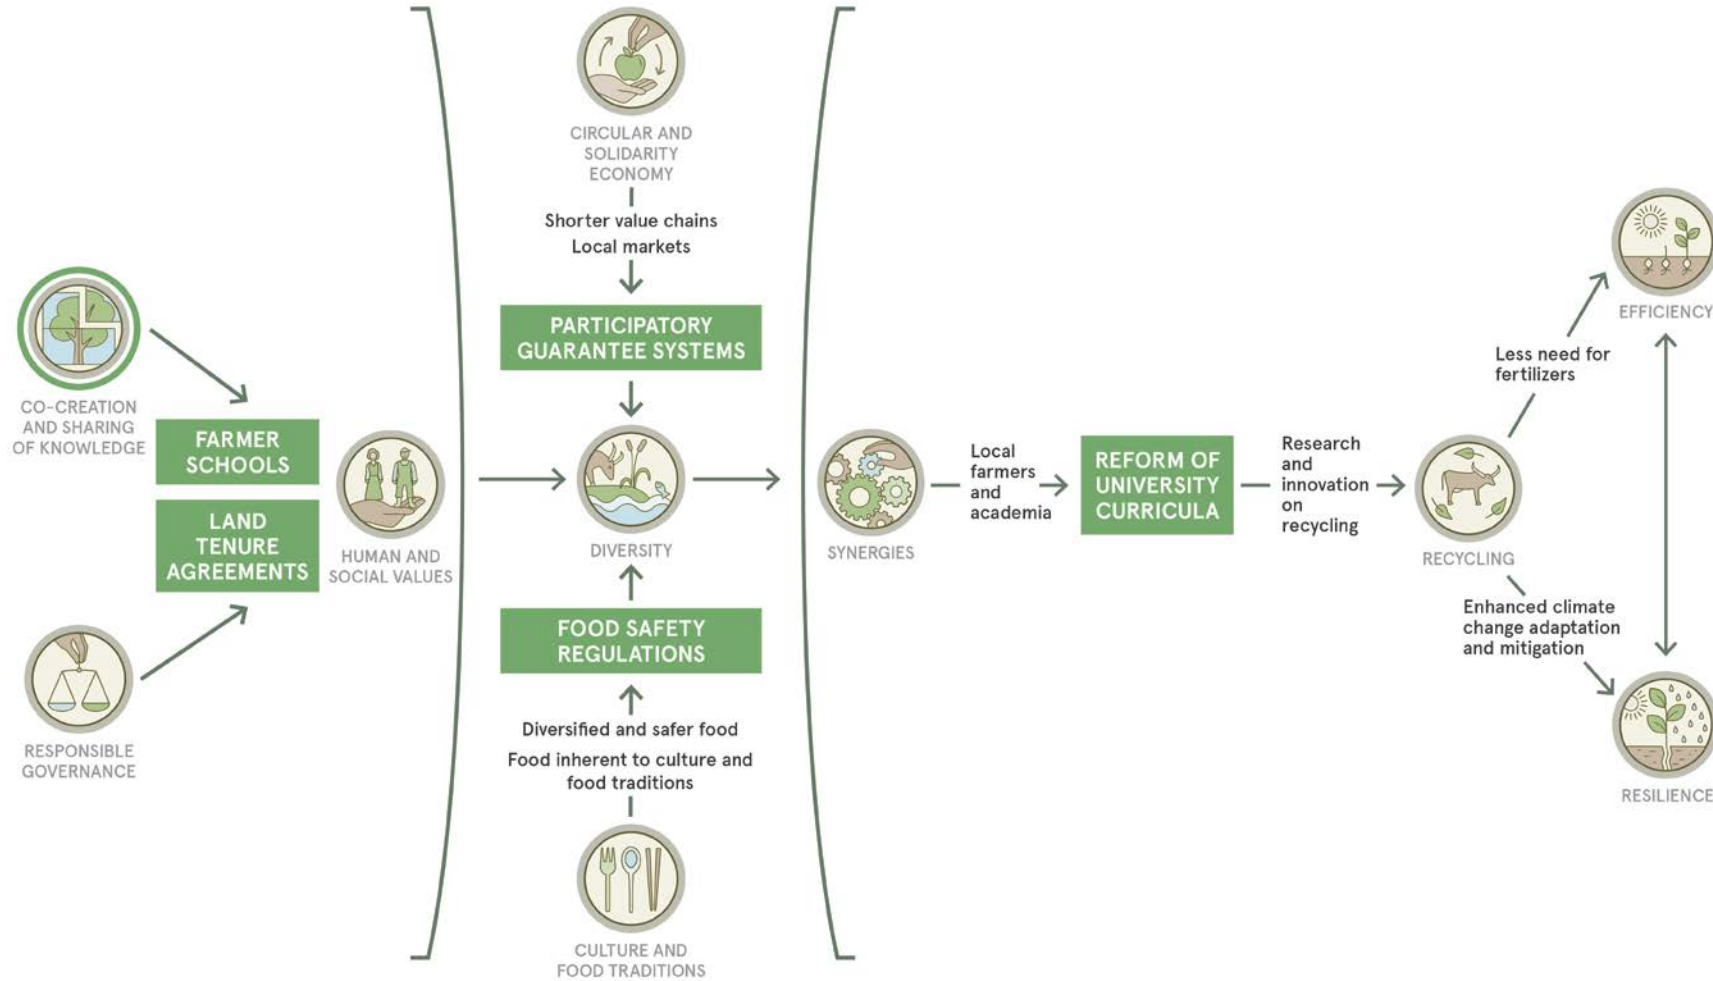 CO-CREATION
AND SHARING
OF KNOWLEDGE
RESPONSIBLE
GOVERNANCE
FARMER
SCHOOLS
LAND
TENURE
AGREEMENTS
HUMAN AND
SOCIAL VALUES
CIRCULAR AND
SOLIDARITY
ECONOMY
Shorter value chains
Local markets
PARTICIPATORY
GUARANTEE SYSTEMS
DIVERSITY
FOOD SAFETY
REGULATIONS
Diversified and safer food
Food inherent to culture and
food traditions
CULTURE AND
FOOD TRADITIONS
SYNERGIES
Local
farmers
and
academia
REFORM OF
UNIVERSITY
CURRICULA
Research
and
innovation
on
recycling
RECYCLING
Less need for
fertilizers
EFFICIENCY
Enhanced climate
change adaptation
and mitigation
RESILIENCE